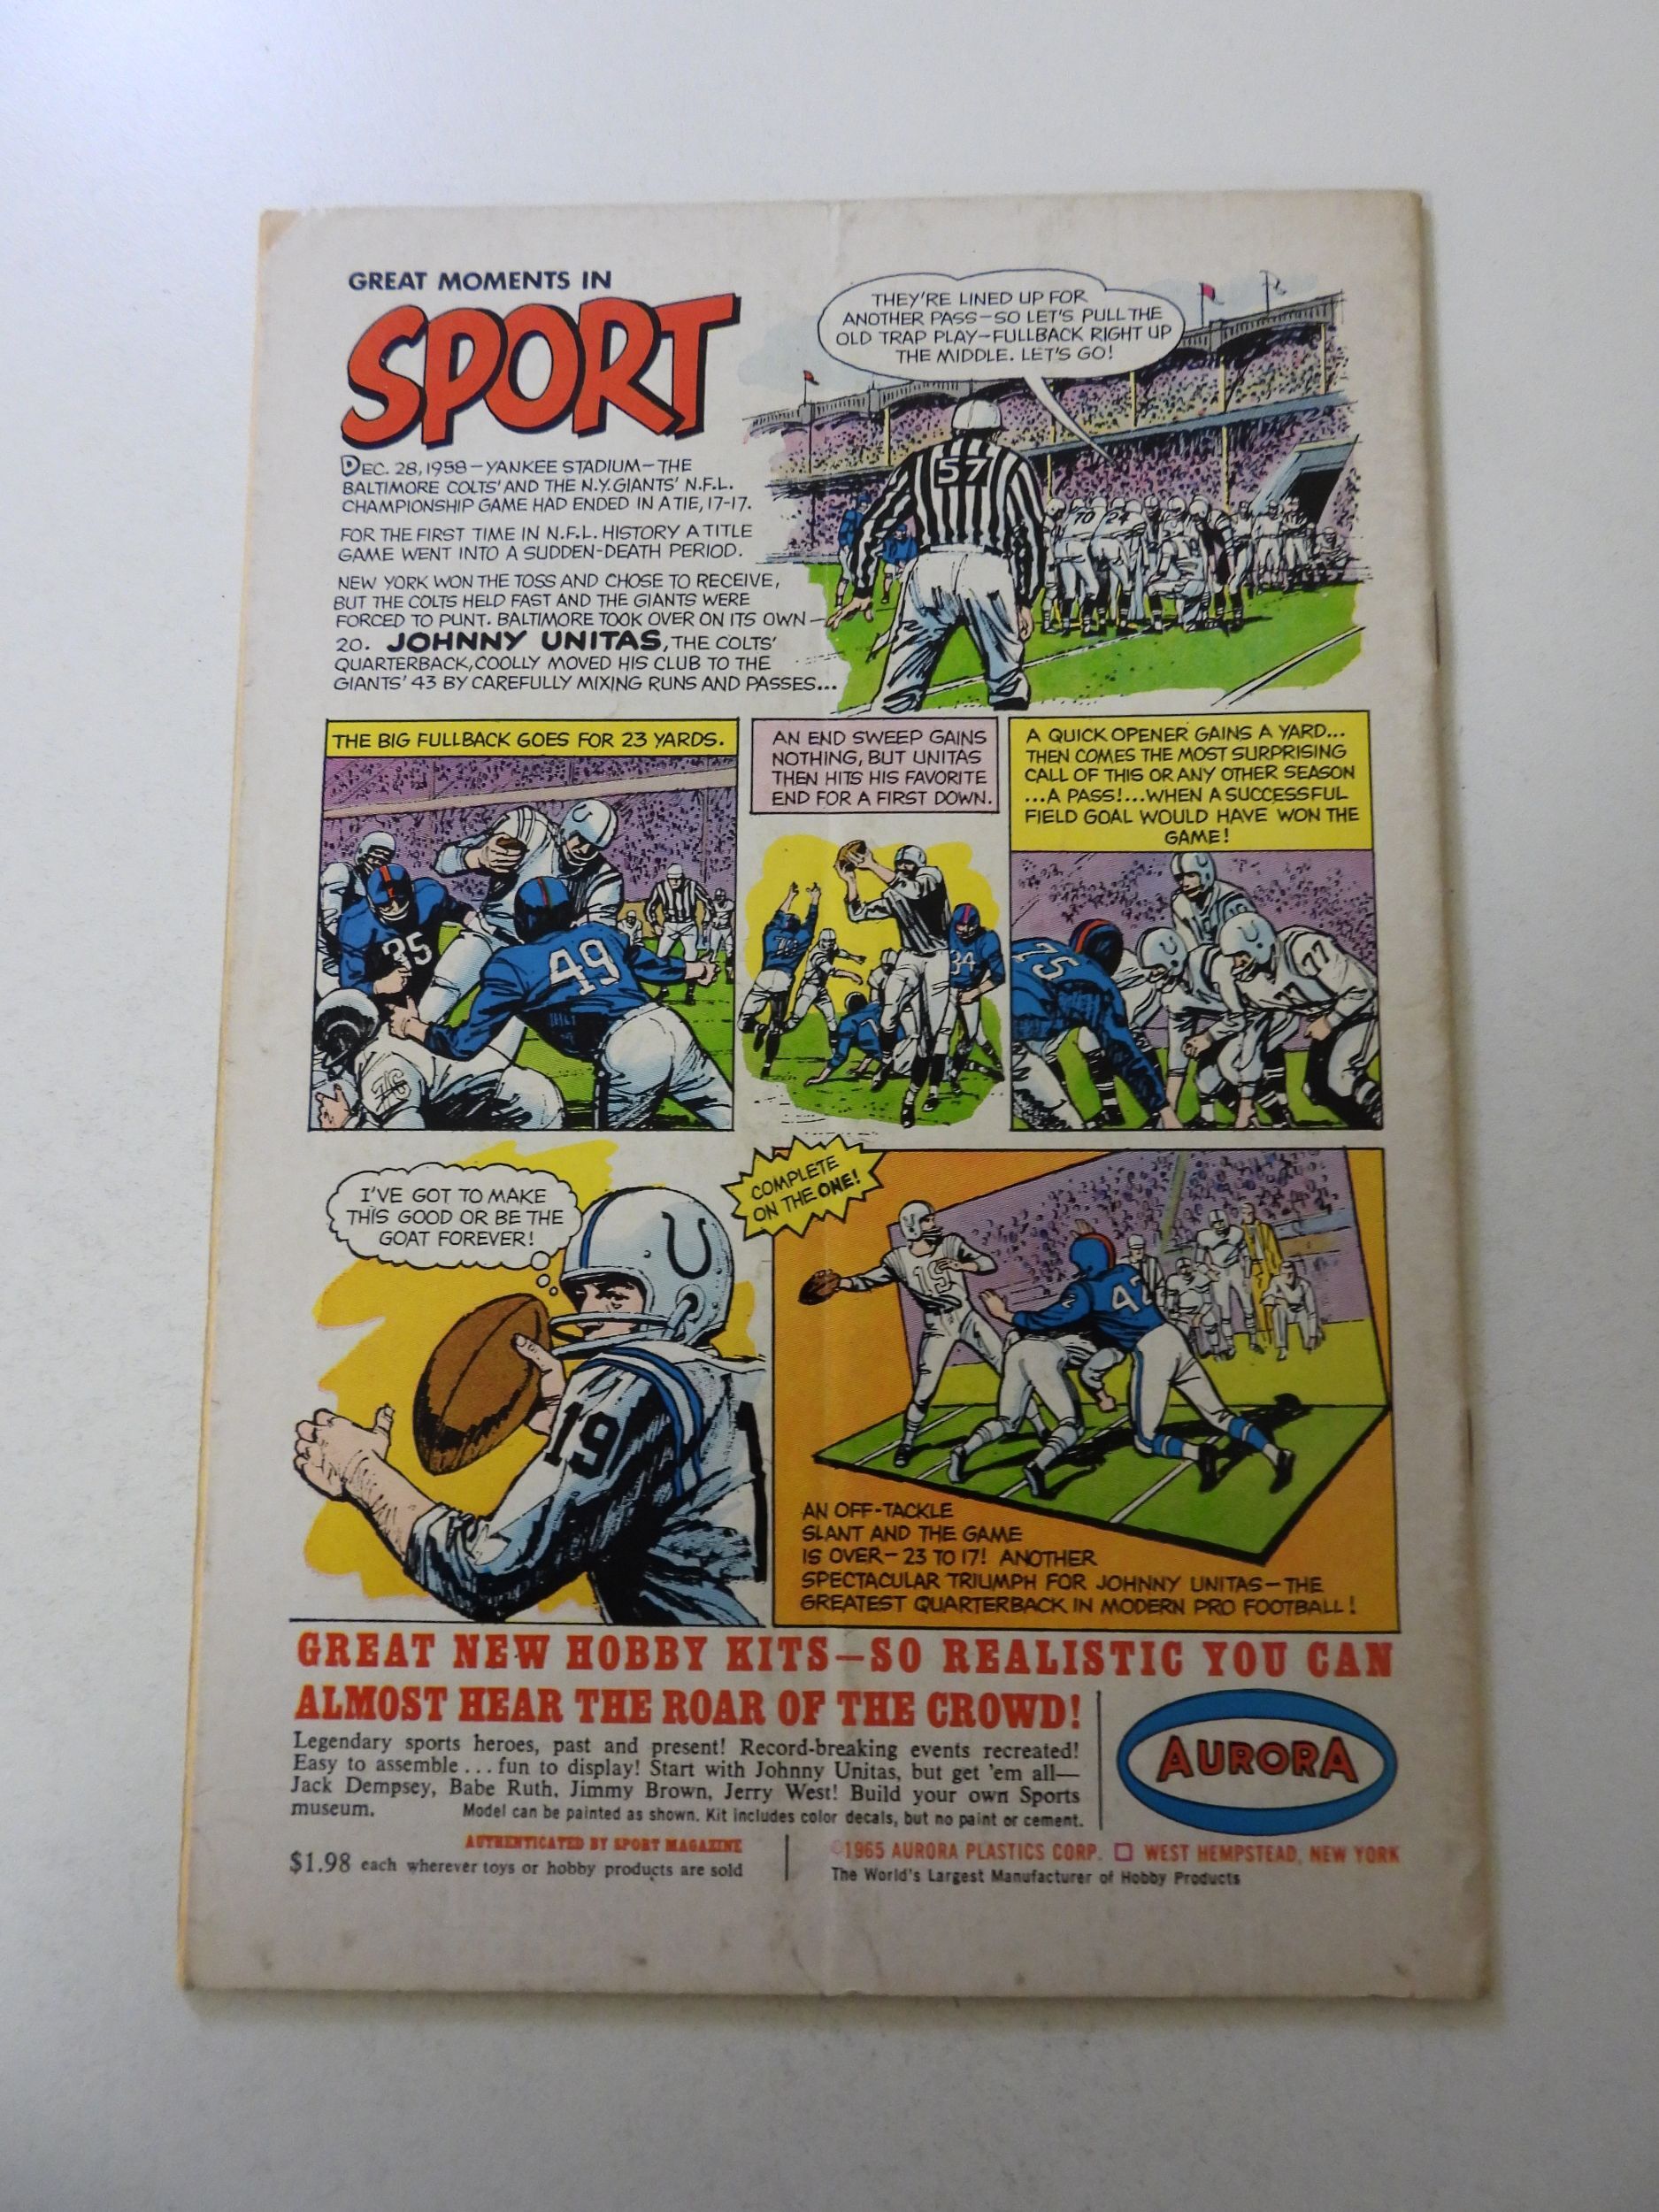 GREAT MOMENTS IN
SPORT
DEC. 28, 1958—YANKEE STADIUM—THE
BALTIMORE COLTS' AND THE N.Y. GIANTS' N.F.L.
CHAMPIONSHIP GAME HAD ENDED IN A TIE, 17-17.
FOR THE FIRST TIME IN N.F.L. HISTORY A TITLE
GAME WENT INTO A SUDDEN-DEATH PERIOD.
NEW YORK WON THE TOSS AND CHOSE TO RECEIVE,
BUT THE COLTS HELD FAST AND THE GIANTS WERE
FORCED TO PUNT. BALTIMORE TOOK OVER ON ITS OWN
20. JOHNNY UNITAS, THE COLTS'
QUARTERBACK, COOLLY MOVED HIS CLUB TO THE
GIANTS' 43 BY CAREFULLY MIXING RUNS AND PASSES...
THEY'RE LINED UP FOR
ANOTHER PASS—SO LET'S PULL THE
OLD TRAP PLAY—FULLBACK RIGHT UP
THE MIDDLE. LET'S GO!
57
70 24
THE BIG FULLBACK GOES FOR 23 YARDS.
35
49
76
AN END SWEEP GAINS
NOTHING, BUT UNITAS
THEN HITS HIS FAVORITE
END FOR A FIRST DOWN.
34
A QUICK OPENER GAINS A YARD...
THEN COMES THE MOST SURPRISING
CALL OF THIS OR ANY OTHER SEASON
...A PASS!...WHEN A SUCCESSFUL
FIELD GOAL WOULD HAVE WON THE
GAME!
75
77
77
I'VE GOT TO MAKE
THIS GOOD OR BE THE
GOAT FOREVER!
19
COMPLETE
ON THE ONE!
19
42
AN OFF-TACKLE
SLANT AND THE GAME
IS OVER—23 TO 17! ANOTHER
SPECTACULAR TRIUMPH FOR JOHNNY UNITAS—THE
GREATEST QUARTERBACK IN MODERN PRO FOOTBALL!
GREAT NEW HOBBY KITS—SO REALISTIC YOU CAN
ALMOST HEAR THE ROAR OF THE CROWD!
Legendary sports heroes, past and present! Record-breaking events recreated!
Easy to assemble...fun to display! Start with Johnny Unitas, but get 'em all—
Jack Dempsey, Babe Ruth, Jimmy Brown, Jerry West! Build your own Sports
museum. Model can be painted as shown. Kit includes color decals, but no paint or cement.
AURORA
AUTHENTICATED BY SPORT MAGAZINE
$1.98 each wherever toys or hobby products are sold
©1965 AURORA PLASTICS CORP. □ WEST HEMPSTEAD, NEW YORK
The World's Largest Manufacturer of Hobby Products